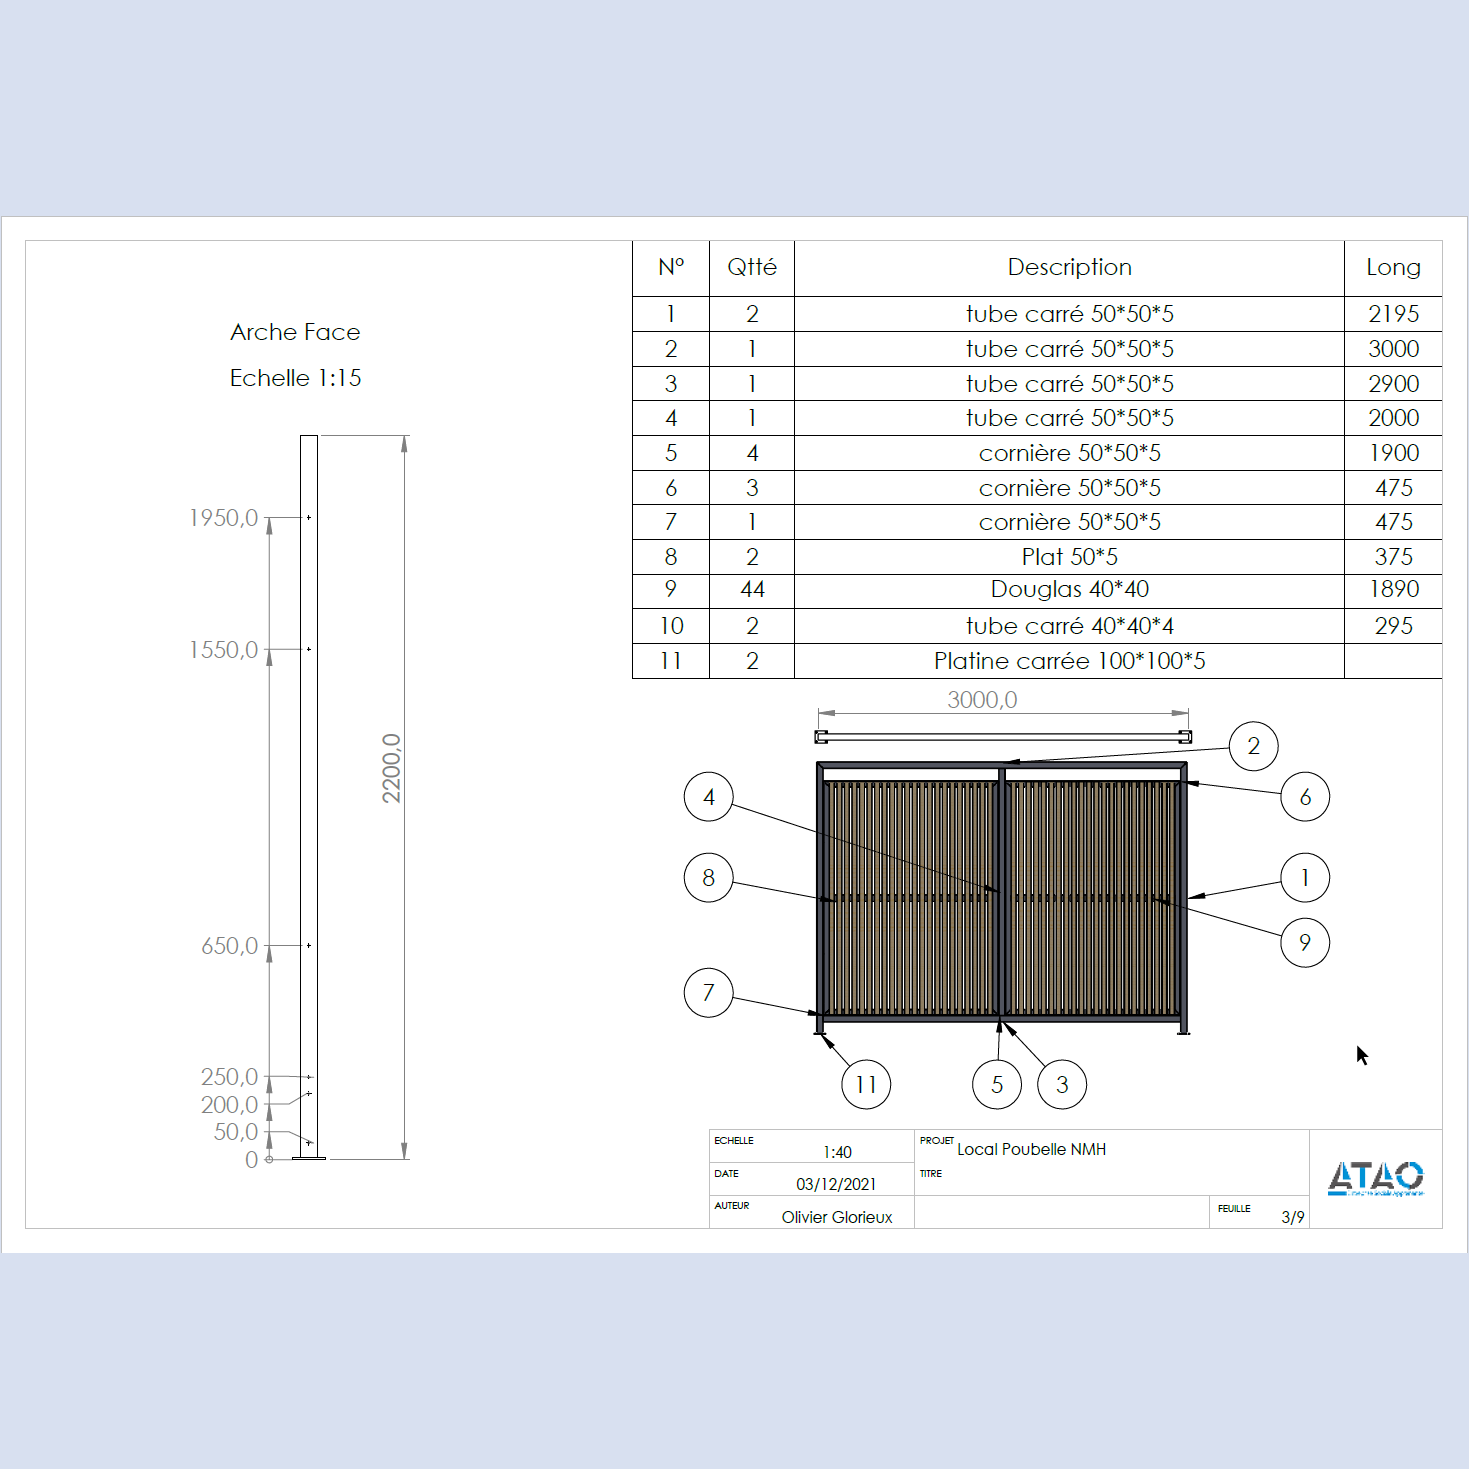 Arche Face
Echelle 1:15
N° Qtté Description Long
1 2 tube carré 50*50*5 2195
2 1 tube carré 50*50*5 3000
3 1 tube carré 50*50*5 2900
4 1 tube carré 50*50*5 2000
5 4 cornière 50*50*5 1900
6 3 cornière 50*50*5 475
7 1 cornière 50*50*5 475
8 2 Plat 50*5 375
9 44 Douglas 40*40 1890
10 2 tube carré 40*40*4 295
11 2 Platine carrée 100*100*5
1950,0
1550,0
650,0
250,0
200,0
50,0
0
2200,0
3000,0
2
4
6
8
1
9
7
11
5
3
ECHELLE 1:40
DATE 03/12/2021
AUTEUR Olivier Glorieux
PROJET Local Poubelle NMH
TITRE
FEUILLE 3/9
ATAO